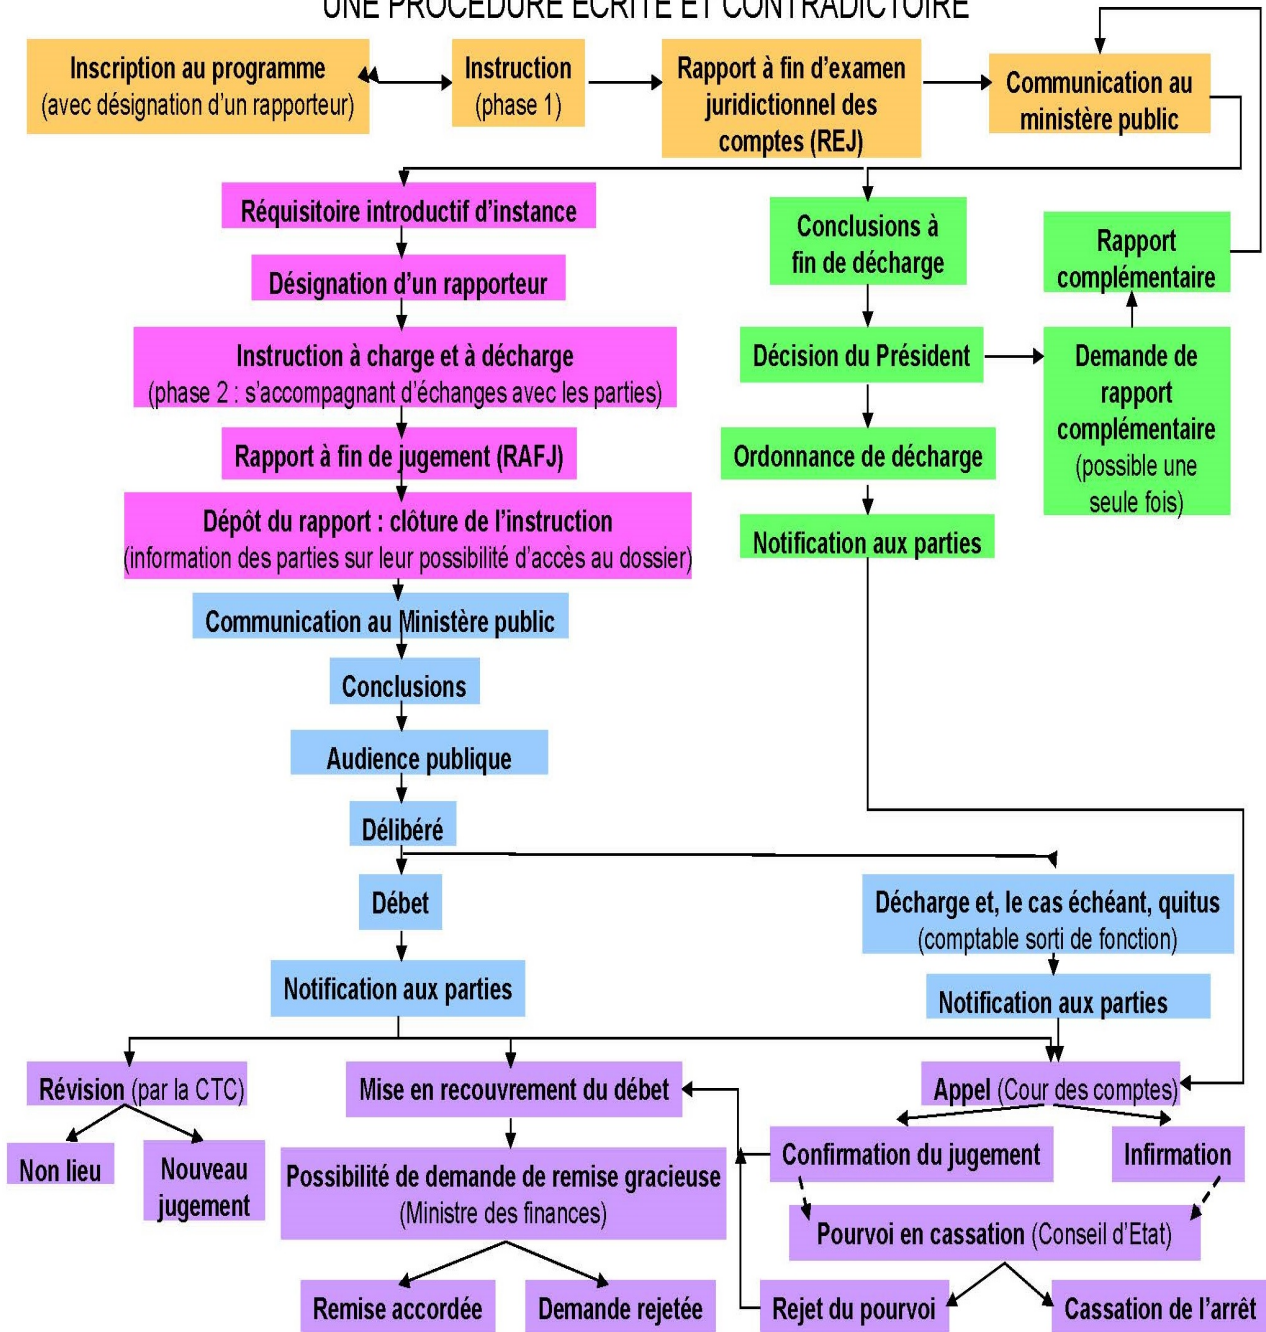 UNE PROCEDURE ECRITE ET CONTRADICTOIRE
Inscription au programme
(avec désignation d'un rapporteur)
Instruction
(phase 1)
Rapport à fin d'examen
juridictionnel des
comptes (REJ)
Communication au
ministère public
Réquisitoire introductif d'instance
Désignation d'un rapporteur
Instruction à charge et à décharge
(phase 2 : s'accompagnant d'échanges avec les parties)
Rapport à fin de jugement (RAFJ)
Dépôt du rapport : clôture de l'instruction
(information des parties sur leur possibilité d'accès au dossier)
Conclusions à
fin de décharge
Décision du Président
Ordonnance de décharge
Notification aux parties
Rapport
complémentaire
Demande de
rapport
complémentaire
(possible une
seule fois)
Communication au Ministère public
Conclusions
Audience publique
Délibéré
Débet
Notification aux parties
Décharge et, le cas échéant, quitus
(comptable sorti de fonction)
Notification aux parties
Révision (par la CTC)
Non lieu
Nouveau
jugement
Mise en recouvrement du débet
Possibilité de demande de remise gracieuse
(Ministre des finances)
Remise accordée
Demande rejetée
Appel (Cour des comptes)
Confirmation du jugement
Infirmation
Pourvoi en cassation (Conseil d'Etat)
Rejet du pourvoi
Cassation de l'arrêt